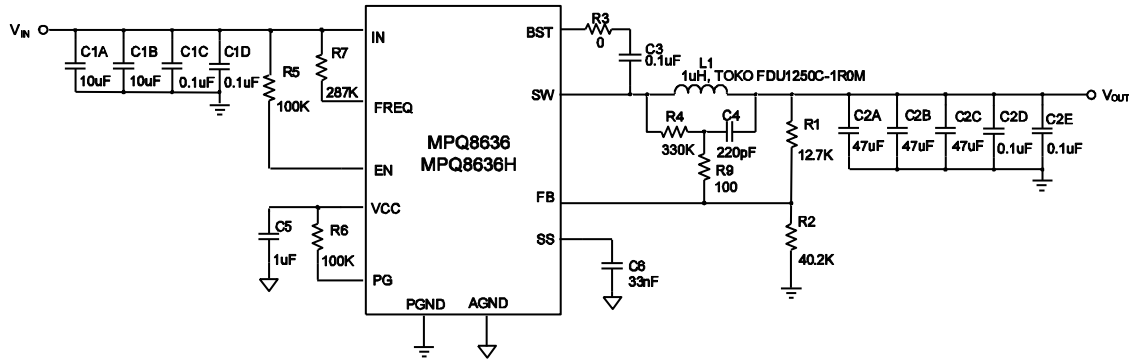 VIN
C1A
10uF
C1B
10uF
C1C
0.1uF
C1D
0.1uF
R5
100K
R7
287K
IN
FREQ
EN
VCC
PG
MPQ8636
MPQ8636H
PGND
AGND
BST
SW
FB
SS
C5
1uF
R6
100K
R3
0
C3
0.1uF
L1
1uH, TOKO FDU1250C-1R0M
R4
330K
C4
220pF
R9
100
R1
12.7K
R2
40.2K
C6
33nF
C2A
47uF
C2B
47uF
C2C
47uF
C2D
0.1uF
C2E
0.1uF
VOUT